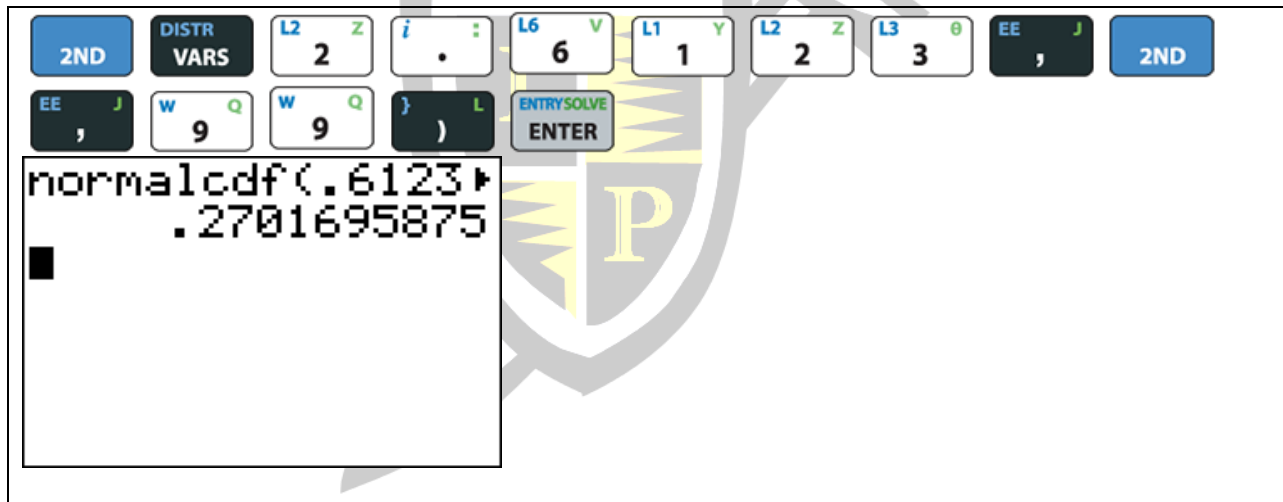 DISTR L2 Z i : L6 V L1 Y L2 Z L3 θ EE J
2ND VARS 2 . 6 1 2 3 , 2ND
EE J W Q W Q } L ENTRY SOLVE
, 9 9 ) ENTER
normalcdf(.6123
.2701695875
P